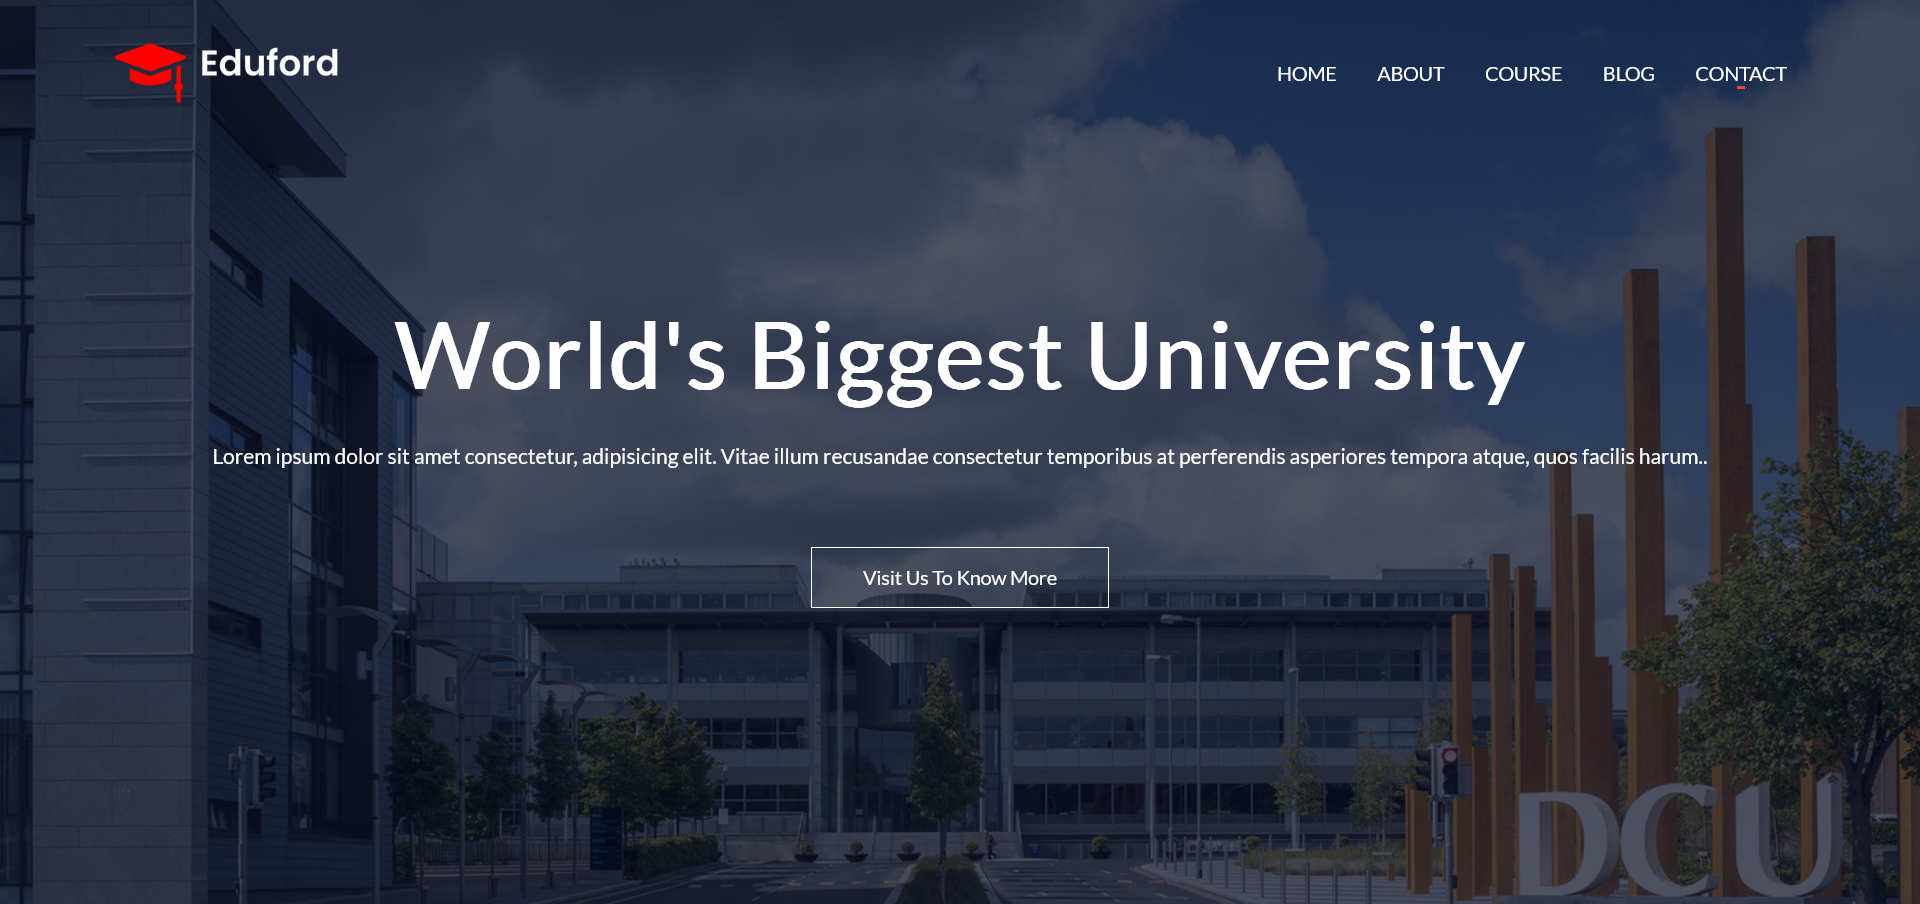 Eduford
HOME ABOUT COURSE BLOG CONTACT
World's Biggest University
Lorem ipsum dolor sit amet consectetur, adipisicing elit. Vitae illum recusandae consectetur temporibus at perferendis asperiores tempora atque, quos facilis harum..
Visit Us To Know More
DCU